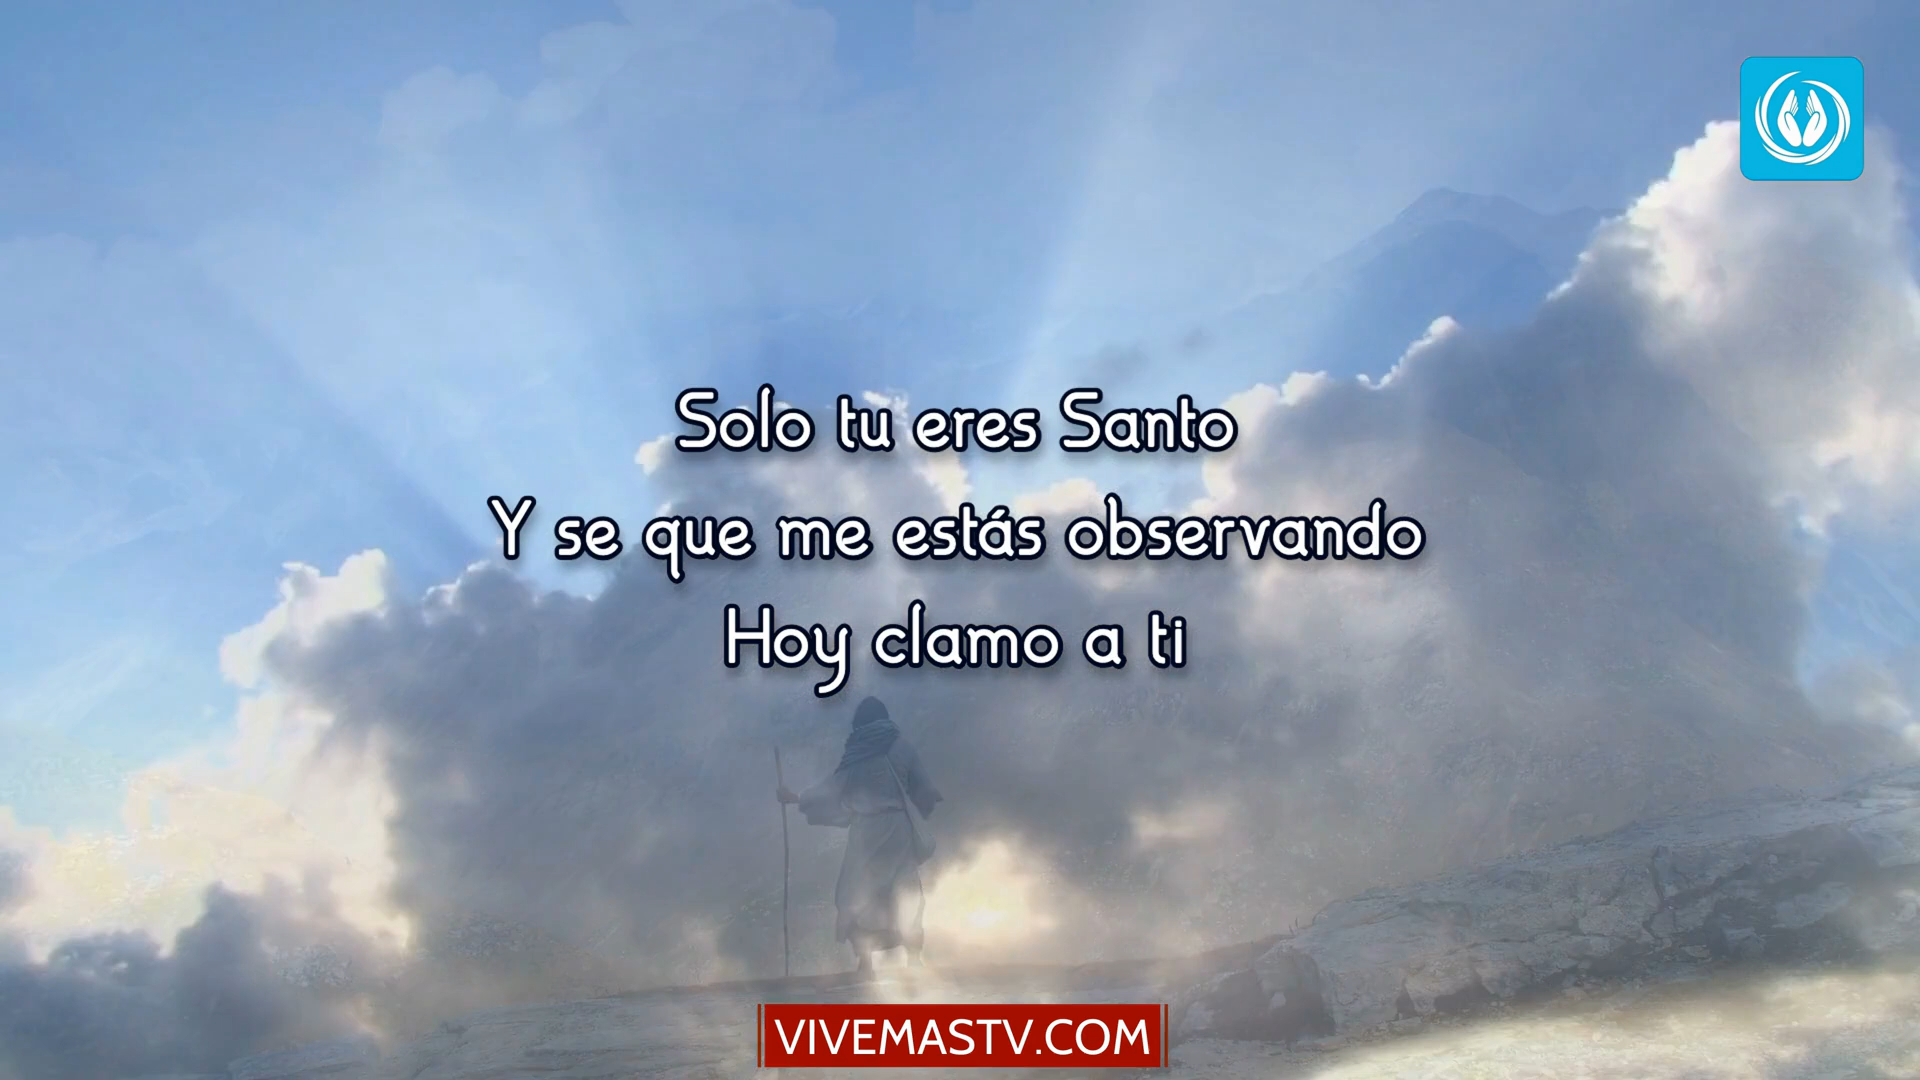 Solo tu eres Santo
Y se que me estás observando
Hoy clamo a ti
VIVEMASTV.COM